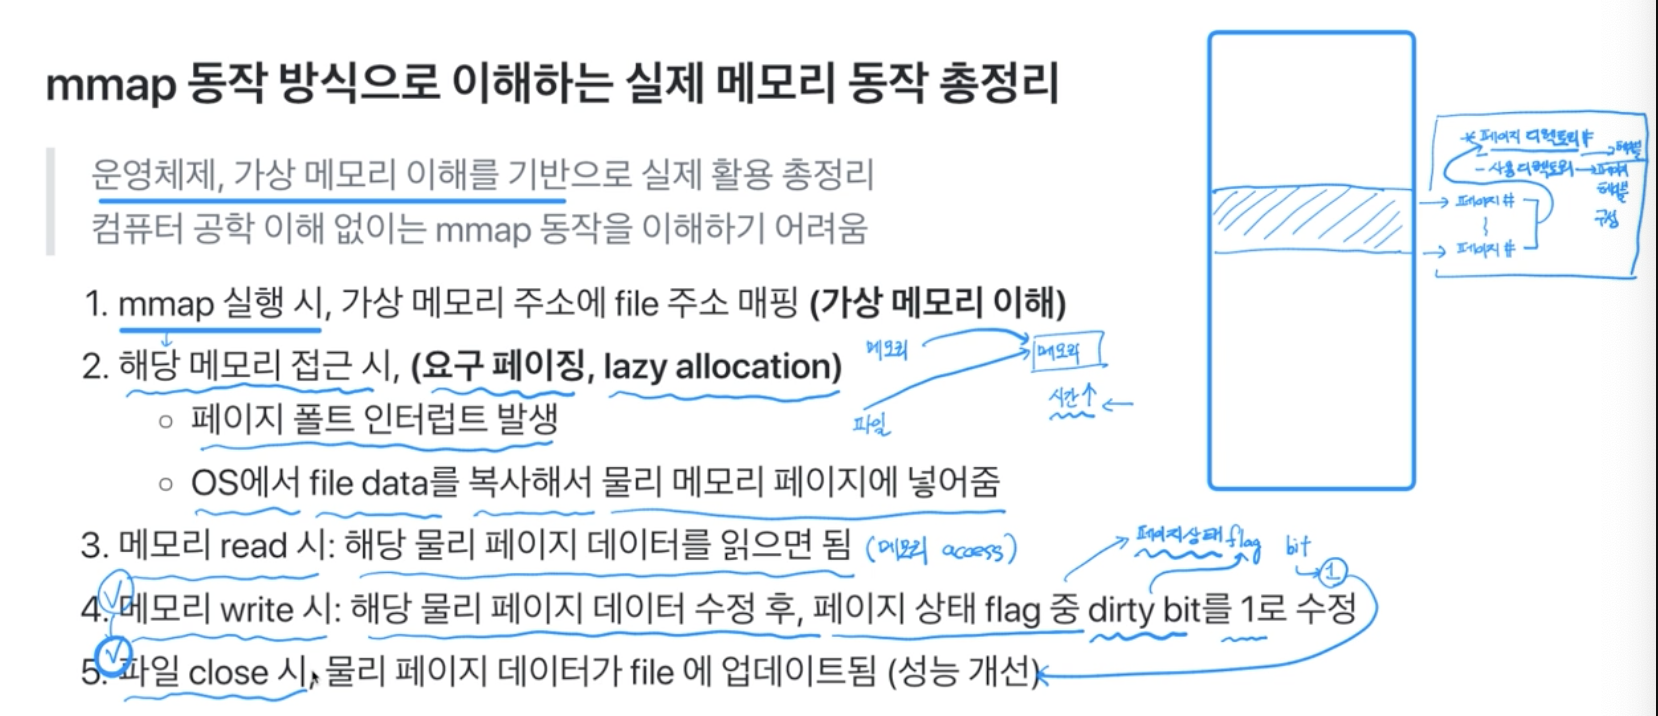 mmap 동작 방식으로 이해하는 실제 메모리 동작 총정리
운영체제, 가상 메모리 이해를 기반으로 실제 활용 총정리
컴퓨터 공학 이해 없이는 mmap 동작을 이해하기 어려움
1. mmap 실행 시, 가상 메모리 주소에 file 주소 매핑 (가상 메모리 이해)
2. 해당 메모리 접근 시, (요구 페이징, lazy allocation)
메모리
메모리
시간↑ ←
파일
○ 페이지 폴트 인터럽트 발생
○ OS에서 file data를 복사해서 물리 메모리 페이지에 넣어줌
3. 메모리 read 시: 해당 물리 페이지 데이터를 읽으면 됨 (메모리 access)
페이지상태 flag
bit
1
4. 메모리 write 시: 해당 물리 페이지 데이터 수정 후, 페이지 상태 flag 중 dirty bit를 1로 수정
5. 파일 close 시, 물리 페이지 데이터가 file 에 업데이트됨 (성능 개선)
* 페이지 디렉토리 #
- 사용 디렉토리 → 페이지
구성
→ 페이지 #
→ 페이지 #